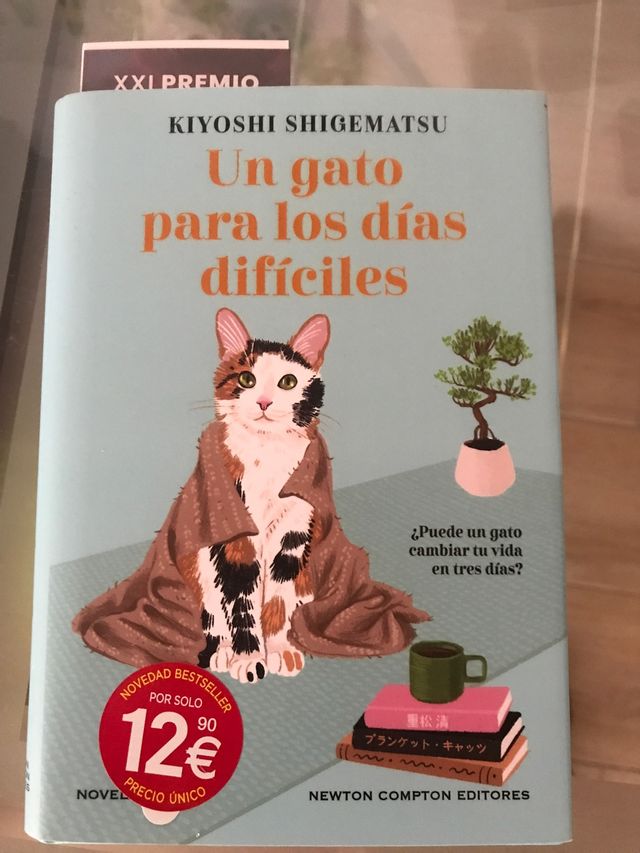 XXI PREMIO
KIYOSHI SHIGEMATSU
Un gato
para los días
difíciles
¿Puede un gato
cambiar tu vida
en tres días?
重松清
ブランケット・キャッツ
NOVEDAD BESTSELLER
POR SOLO
12,90€
PRECIO ÚNICO
NEWTON COMPTON EDITORES